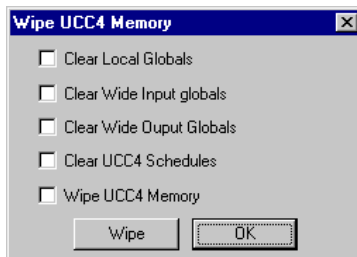 Wipe UCC4 Memory
Clear Local Globals
Clear Wide Input globals
Clear Wide Ouput Globals
Clear UCC4 Schedules
Wipe UCC4 Memory
Wipe OK